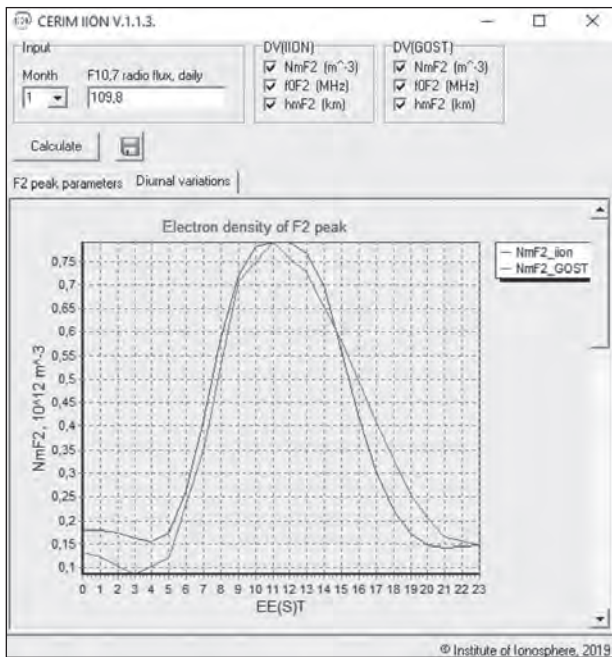 CERIM IION V.1.1.3.
Input
Month
F10,7 radio flux, daily
1
109,8
DV(IION)
NmF2 (m^-3)
f0F2 (MHz)
hmF2 (km)
DV(GOST)
NmF2 (m^-3)
f0F2 (MHz)
hmF2 (km)
Calculate
F2 peak parameters
Diurnal variations
Electron density of F2 peak
NmF2_iion
NmF2_GOST
NmF2, 10^12 m^-3
0,75
0,7
0,65
0,6
0,55
0,5
0,45
0,4
0,35
0,3
0,25
0,2
0,15
0,1
0 1 2 3 4 5 6 7 8 9 10 11 12 13 14 15 16 17 18 19 20 21 22 23
EE(S)T
© Institute of Ionosphere, 2019